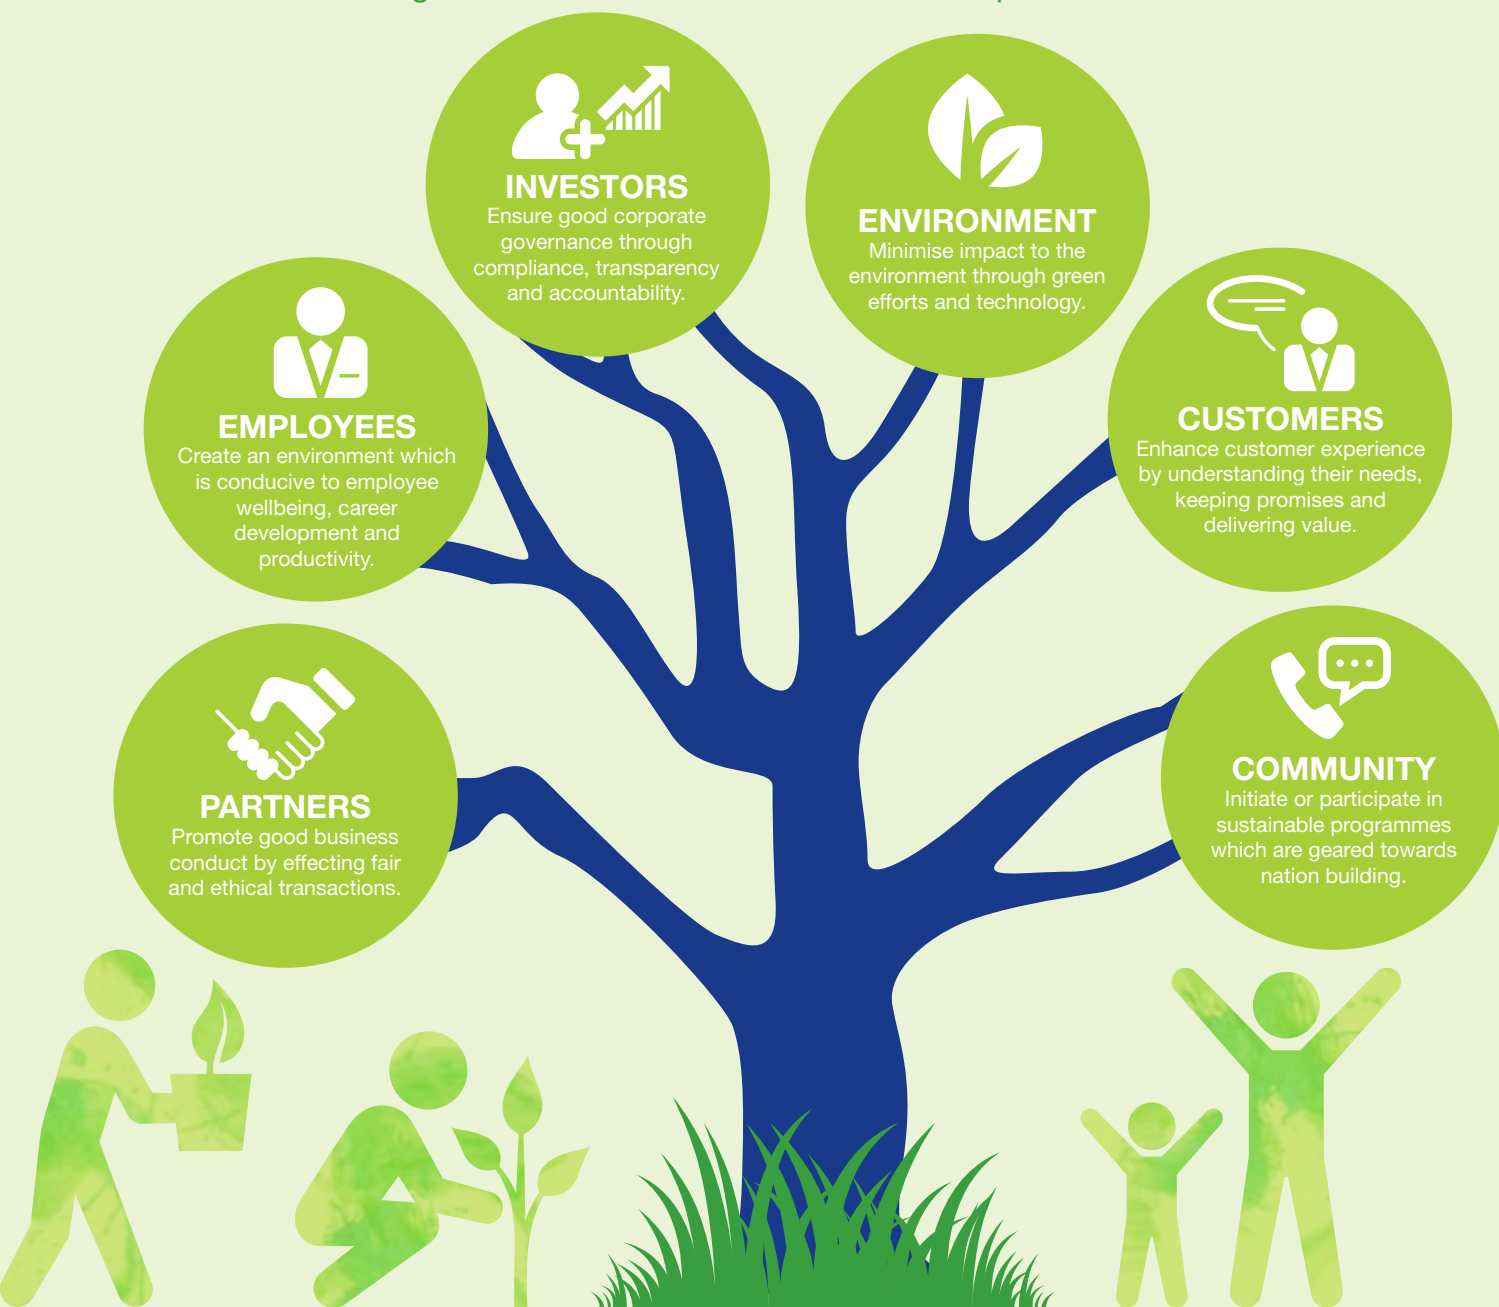 INVESTORS
Ensure good corporate
governance through
compliance, transparency
and accountability.
ENVIRONMENT
Minimise impact to the
environment through green
efforts and technology.
EMPLOYEES
Create an environment which
is conducive to employee
wellbeing, career
development and
productivity.
CUSTOMERS
Enhance customer experience
by understanding their needs,
keeping promises and
delivering value.
PARTNERS
Promote good business
conduct by effecting fair
and ethical transactions.
COMMUNITY
Initiate or participate in
sustainable programmes
which are geared towards
nation building.